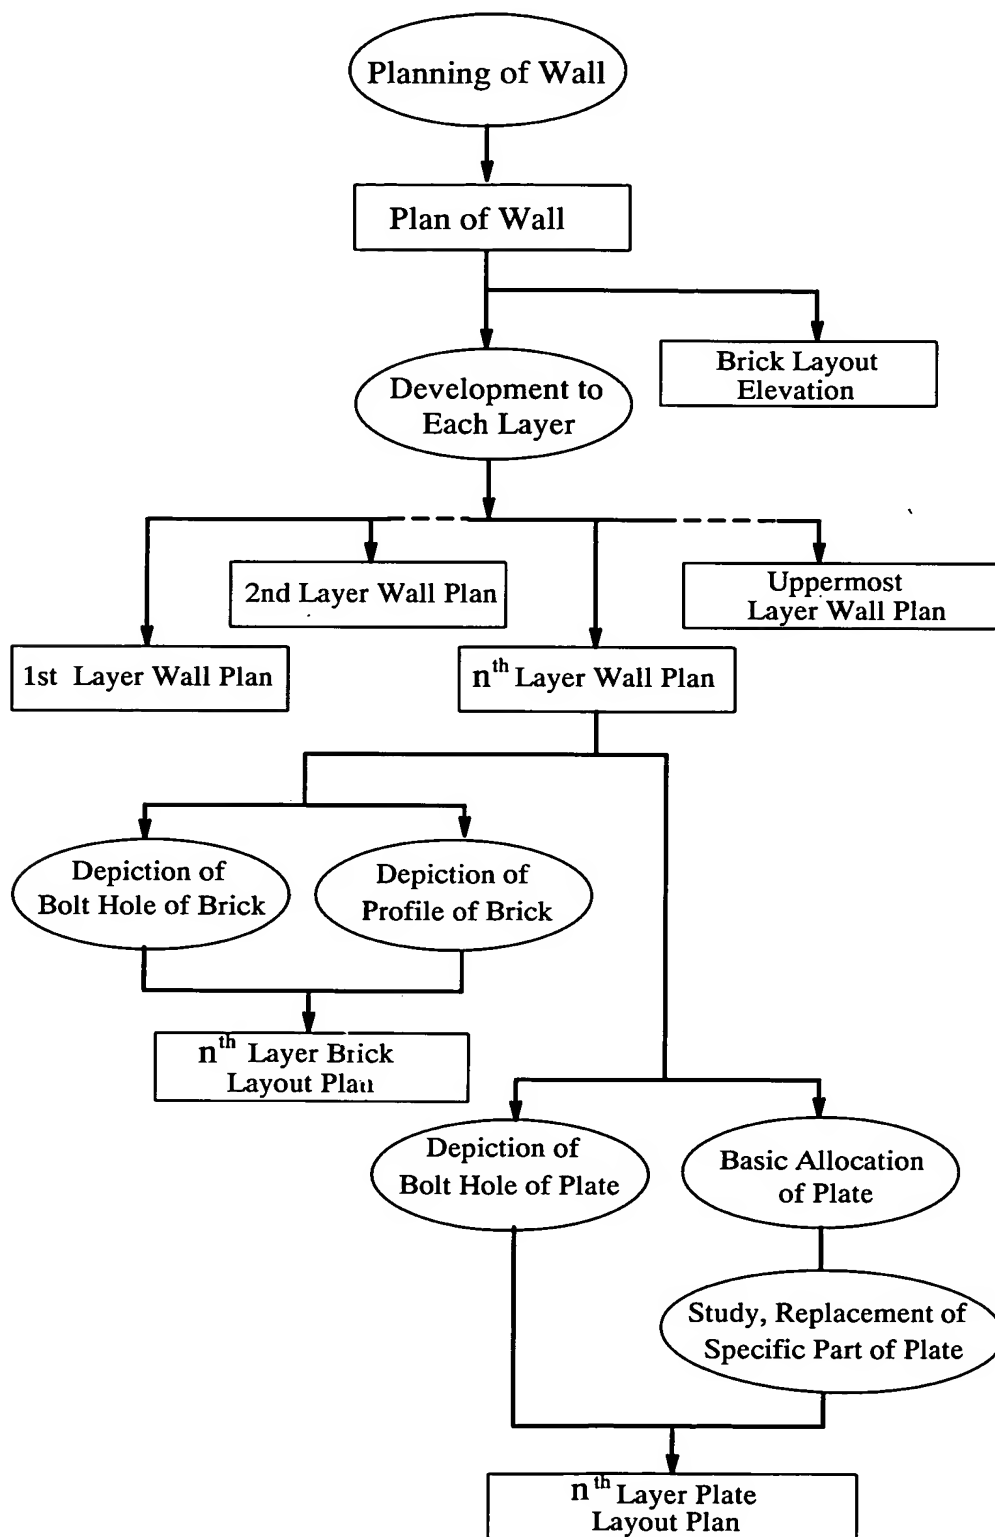 Planning of Wall
Plan of Wall
Brick Layout
Elevation
Development to
Each Layer
2nd Layer Wall Plan
Uppermost
Layer Wall Plan
1st Layer Wall Plan
nth Layer Wall Plan
Depiction of
Bolt Hole of Brick
Depiction of
Profile of Brick
nth Layer Brick
Layout Plan
Depiction of
Bolt Hole of Plate
Basic Allocation
of Plate
Study, Replacement of
Specific Part of Plate
nth Layer Plate
Layout Plan